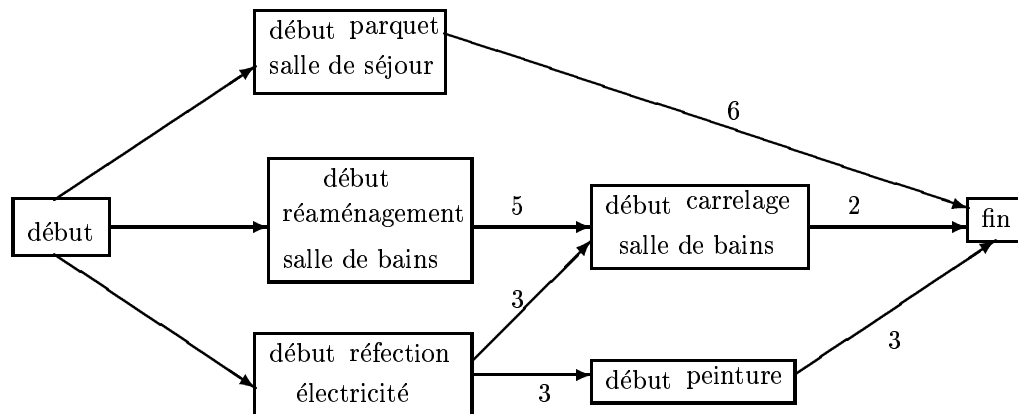 début parquet
salle de séjour
6
début
réaménagement
salle de bains
5
début carrelage
salle de bains
2
fin
début
3
début réfection
électricité
3
début peinture
3